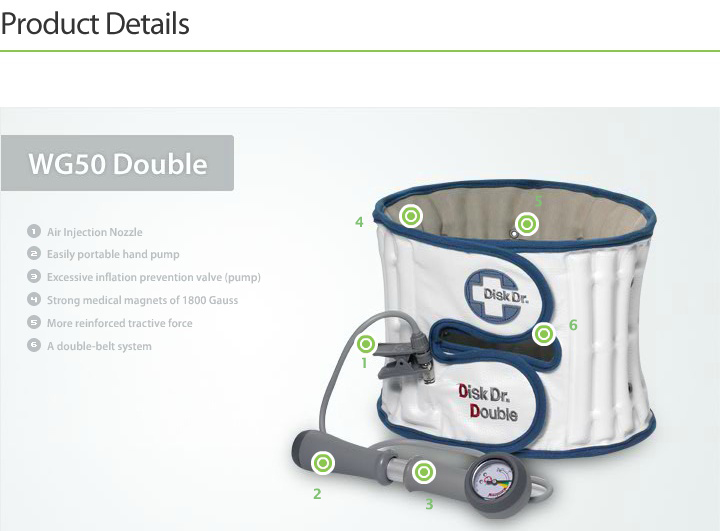 Product Details
WG50 Double
1 Air Injection Nozzle
2 Easily portable hand pump
3 Excessive inflation prevention valve (pump)
4 Strong medical magnets of 1800 Gauss
5 More reinforced tractive force
6 A double-belt system
4
5
Disk Dr.
6
1
Disk Dr.
Double
2
3